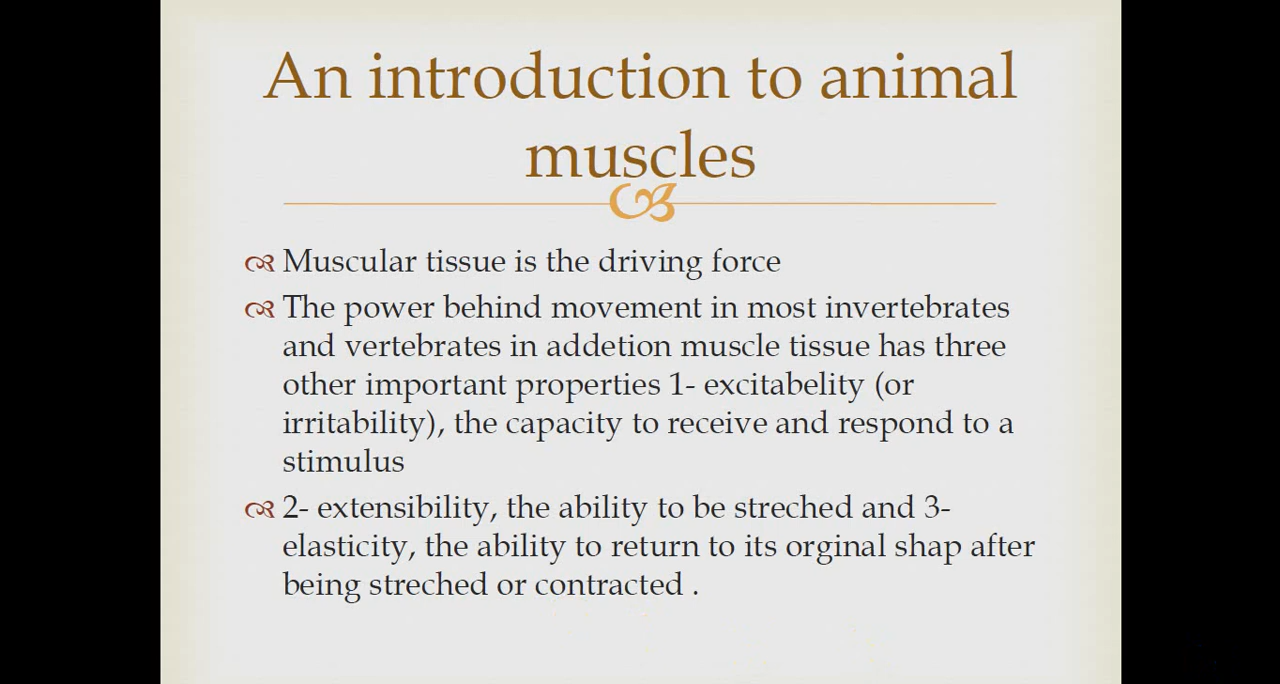 An introduction to animal
muscles
Muscular tissue is the driving force
The power behind movement in most invertebrates
and vertebrates in addetion muscle tissue has three
other important properties 1- excitabelity (or
irritability), the capacity to receive and respond to a
stimulus
2- extensibility, the ability to be streched and 3-
elasticity, the ability to return to its orginal shap after
being streched or contracted .